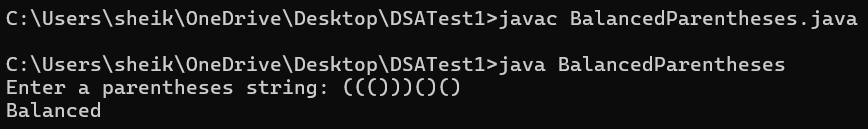 C:\Users\sheik\OneDrive\Desktop\DSATest1>javac BalancedParentheses.java
C:\Users\sheik\OneDrive\Desktop\DSATest1>java BalancedParentheses
Enter a parentheses string: ((()))()()
Balanced